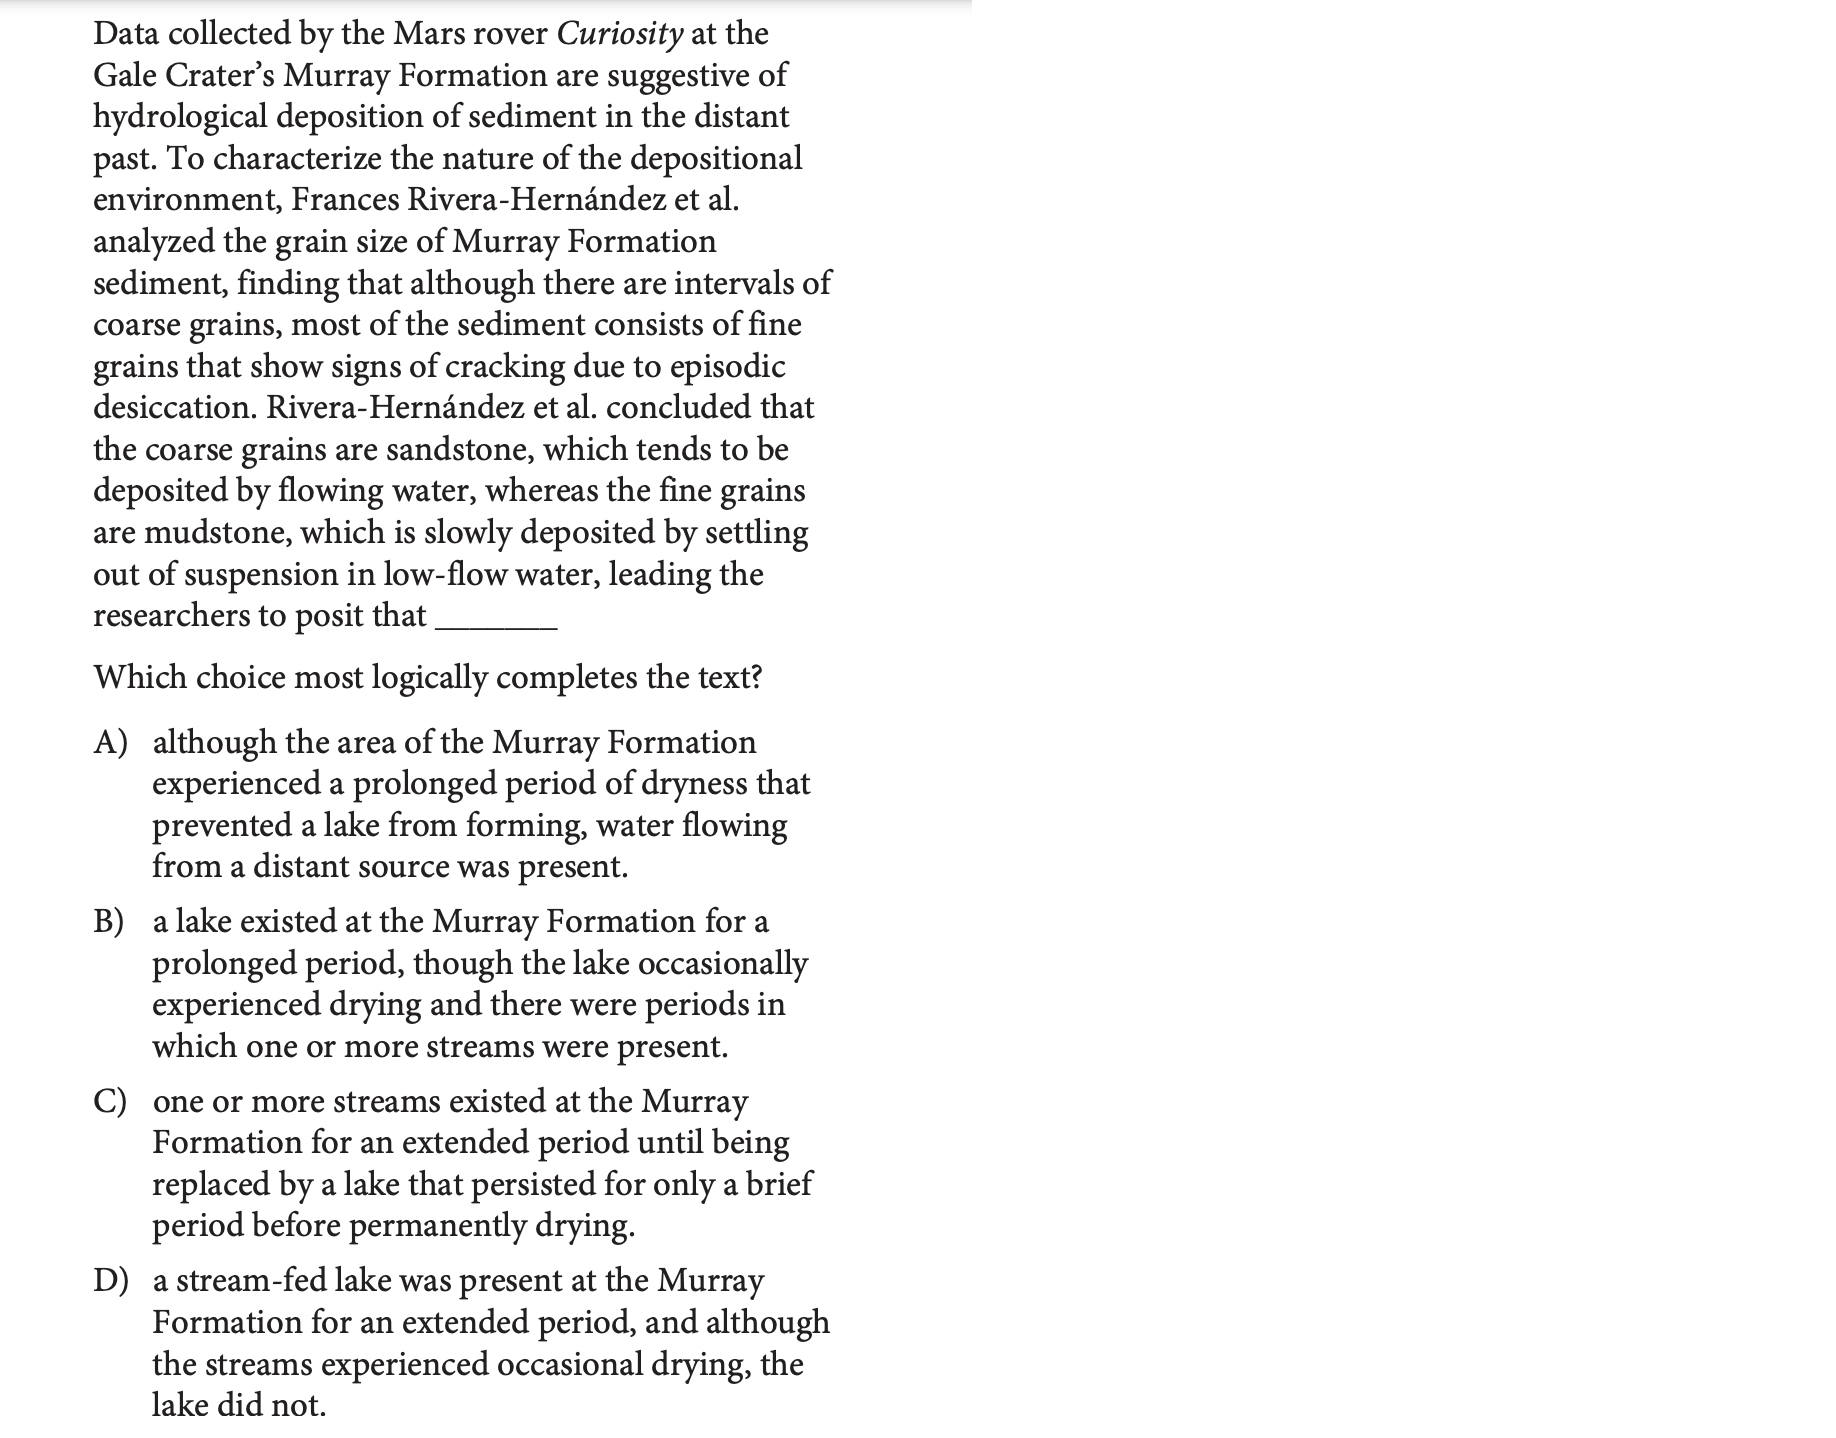 Data collected by the Mars rover Curiosity at the
Gale Crater’s Murray Formation are suggestive of
hydrological deposition of sediment in the distant
past. To characterize the nature of the depositional
environment, Frances Rivera-Hernández et al.
analyzed the grain size of Murray Formation
sediment, finding that although there are intervals of
coarse grains, most of the sediment consists of fine
grains that show signs of cracking due to episodic
desiccation. Rivera-Hernández et al. concluded that
the coarse grains are sandstone, which tends to be
deposited by flowing water, whereas the fine grains
are mudstone, which is slowly deposited by settling
out of suspension in low-flow water, leading the
researchers to posit that _______
Which choice most logically completes the text?
A) although the area of the Murray Formation
experienced a prolonged period of dryness that
prevented a lake from forming, water flowing
from a distant source was present.
B) a lake existed at the Murray Formation for a
prolonged period, though the lake occasionally
experienced drying and there were periods in
which one or more streams were present.
C) one or more streams existed at the Murray
Formation for an extended period until being
replaced by a lake that persisted for only a brief
period before permanently drying.
D) a stream-fed lake was present at the Murray
Formation for an extended period, and although
the streams experienced occasional drying, the
lake did not.